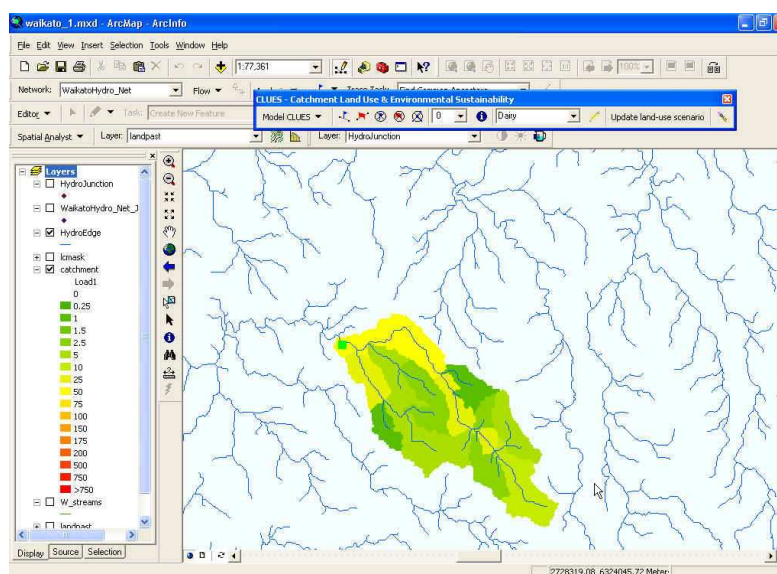 waikato_1.mxd - ArcMap - ArcInfo
File Edit View Insert Selection Tools Window Help
1:77,361
100%
Network: WaikatoHydro_Net Flow
CLUES - Catchment Land Use & Environmental Sustainability
Editor Task: Create New Feature
Model CLUES 0 Dairy Update land-use scenario
Spatial Analyst Layer: landpast Layer: HydroJunction
Layers
HydroJunction
WaikatoHydro_Net_J
HydroEdge
lcmask
catchment
Load1
0
0.25
1
1.5
2.5
5
10
25
50
75
100
150
175
200
500
750
>750
W_streams
landpast
Display Source Selection
2728319.08 6324045.72 Meter